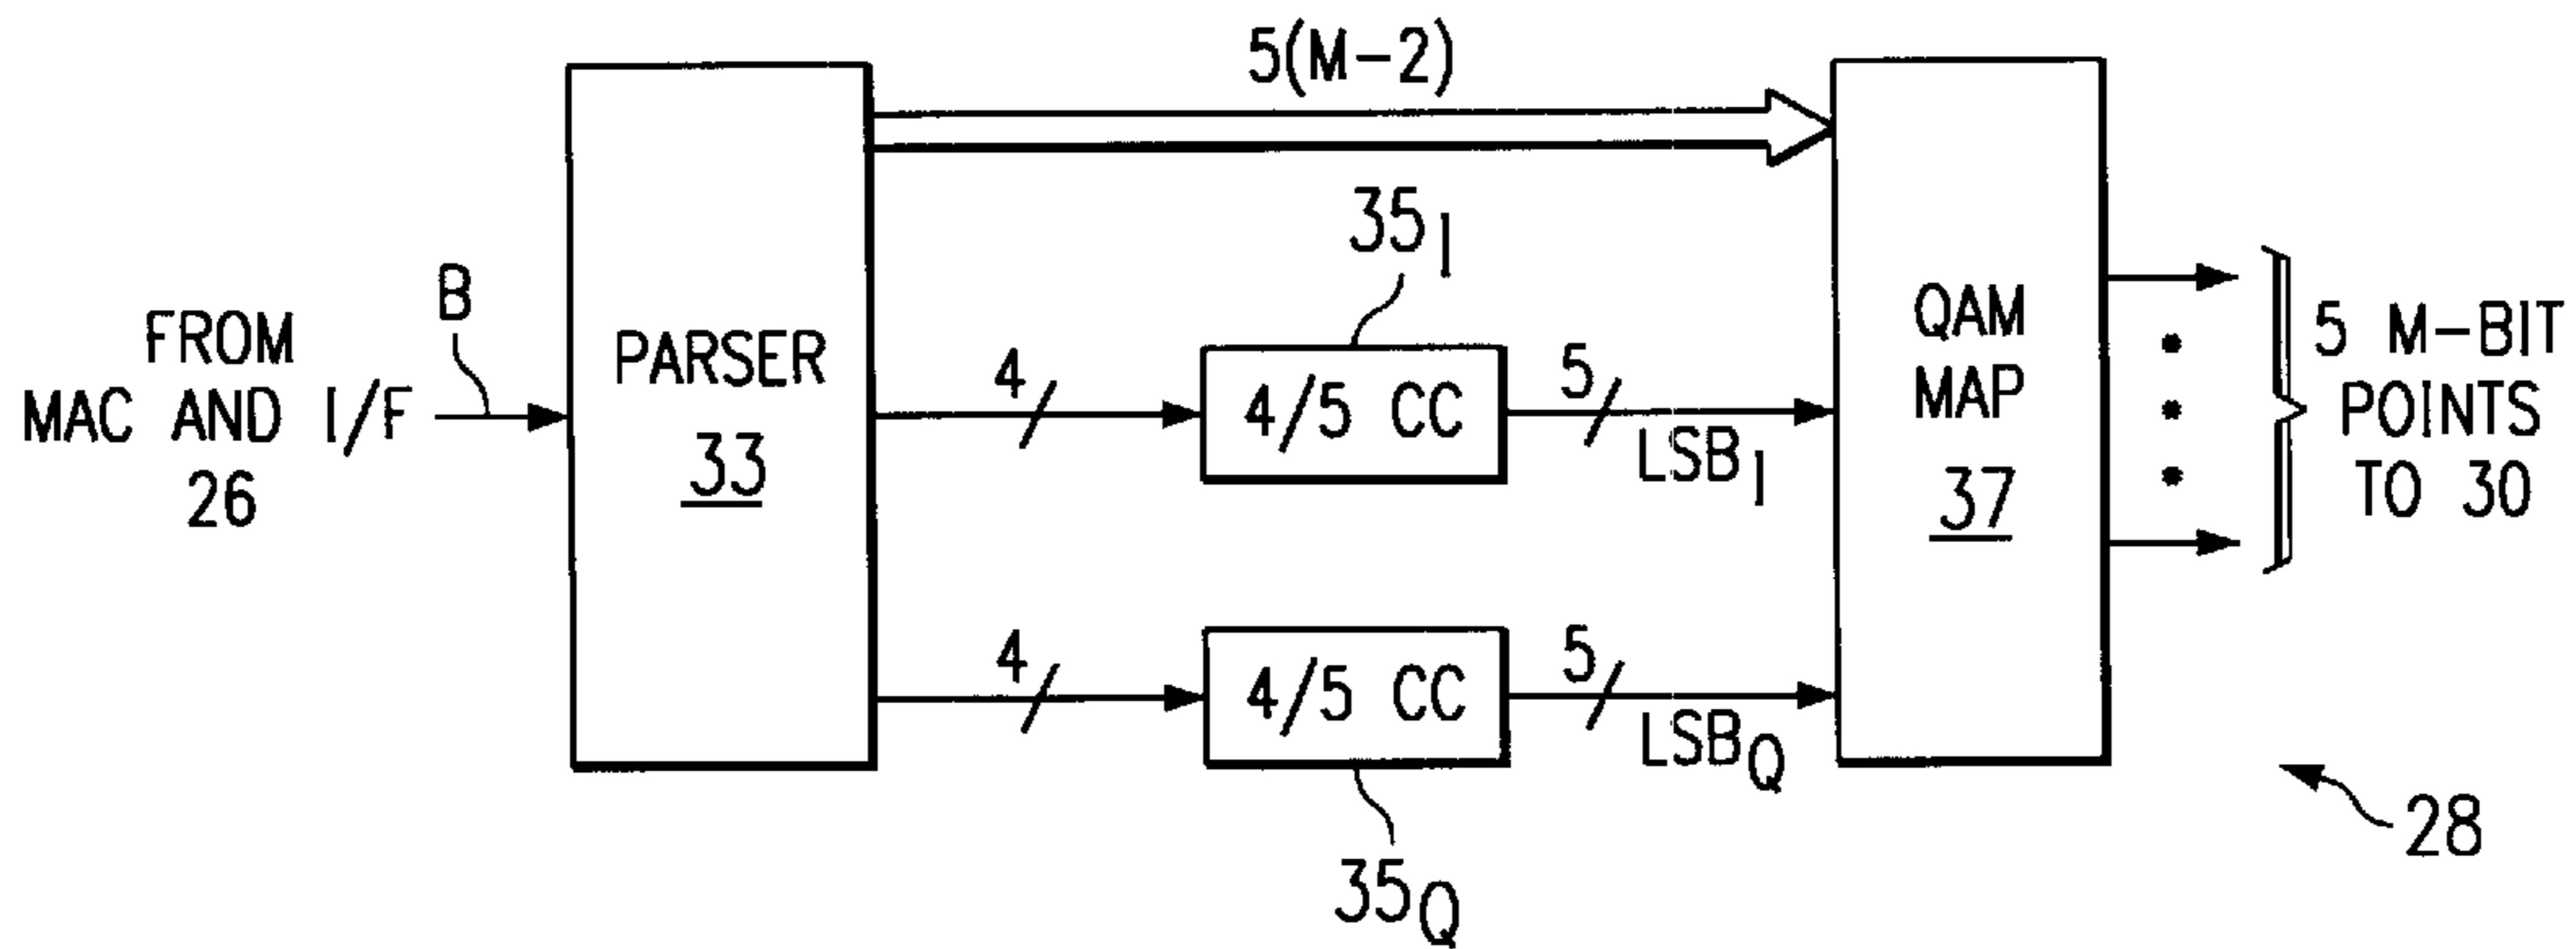 5(M-2)
35I
B
FROM
MAC AND I/F
26
PARSER
33
4
4/5 CC
5
LSBI
QAM
MAP
37
5 M-BIT
POINTS
TO 30
4
4/5 CC
5
LSBQ
35Q
28